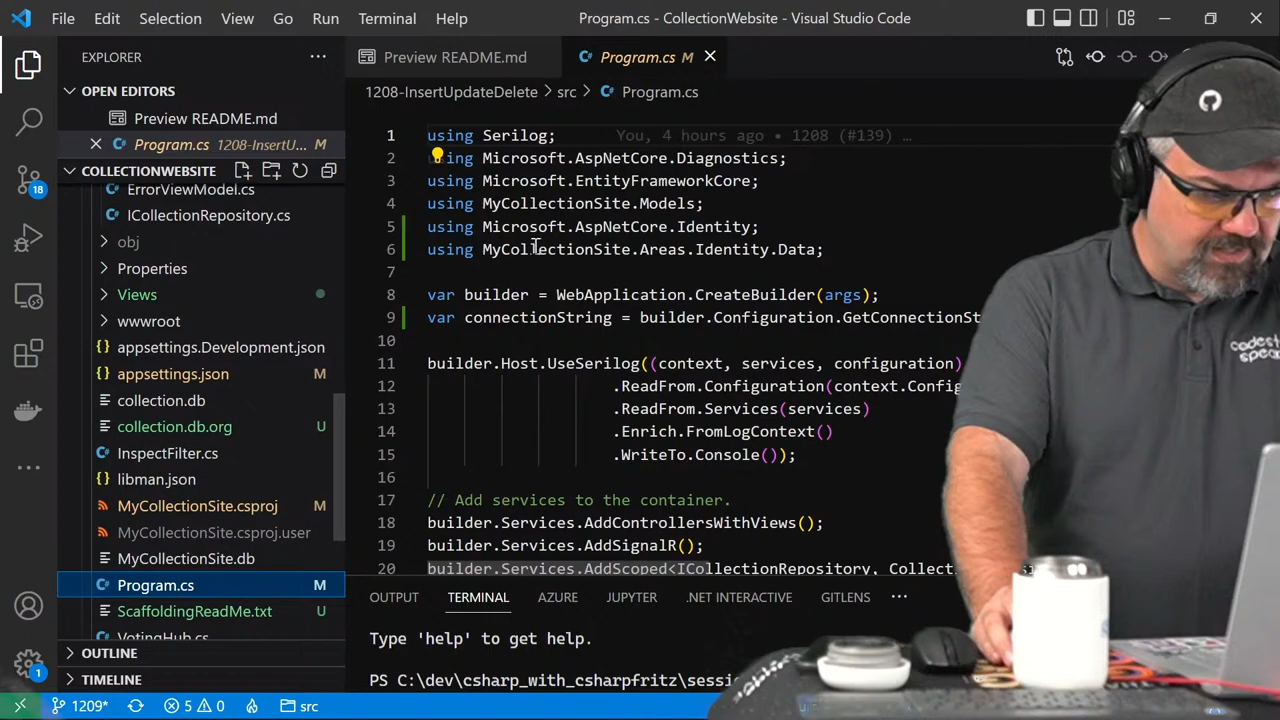 File Edit Selection View Go Run Terminal Help Program.cs - CollectionWebsite - Visual Studio Code
EXPLORER
OPEN EDITORS
Preview README.md
Program.cs 1208-InsertU... M
COLLECTIONWEBSITE
ErrorViewModel.cs
ICollectionRepository.cs
obj
Properties
Views
wwwroot
appsettings.Development.json
appsettings.json M
collection.db
collection.db.org U
InspectFilter.cs
libman.json
MyCollectionSite.csproj M
MyCollectionSite.csproj.user
MyCollectionSite.db
Program.cs M
ScaffoldingReadMe.txt U
VotingHub.cs
OUTLINE
TIMELINE
18
1
Preview README.md Program.cs M
1208-InsertUpdateDelete > src > Program.cs
1 using Serilog; You, 4 hours ago • 1208 (#139) …
2 using Microsoft.AspNetCore.Diagnostics;
3 using Microsoft.EntityFrameworkCore;
4 using MyCollectionSite.Models;
5 using Microsoft.AspNetCore.Identity;
6 using MyCollectionSite.Areas.Identity.Data;
7
8 var builder = WebApplication.CreateBuilder(args);
9 var connectionString = builder.Configuration.GetConnectionSt
10
11 builder.Host.UseSerilog((context, services, configuration)
12 .ReadFrom.Configuration(context.Config
13 .ReadFrom.Services(services)
14 .Enrich.FromLogContext()
15 .WriteTo.Console());
16
17 // Add services to the container.
18 builder.Services.AddControllersWithViews();
19 builder.Services.AddSignalR();
20 builder.Services.AddScoped<ICollectionRepository, Collect
OUTPUT TERMINAL AZURE JUPYTER .NET INTERACTIVE GITLENS
Type 'help' to get help.
PS C:\dev\csharp_with_csharpfritz\sess
1209* 5 0 src